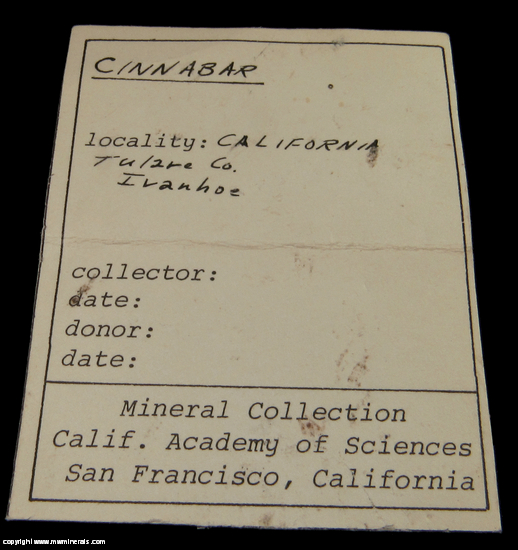 CINNABAR
locality: CALIFORNIA
Tulare Co.
Ivanhoe
collector:
date:
donor:
date:
Mineral Collection
Calif. Academy of Sciences
San Francisco, California
copyright www.mwminerals.com